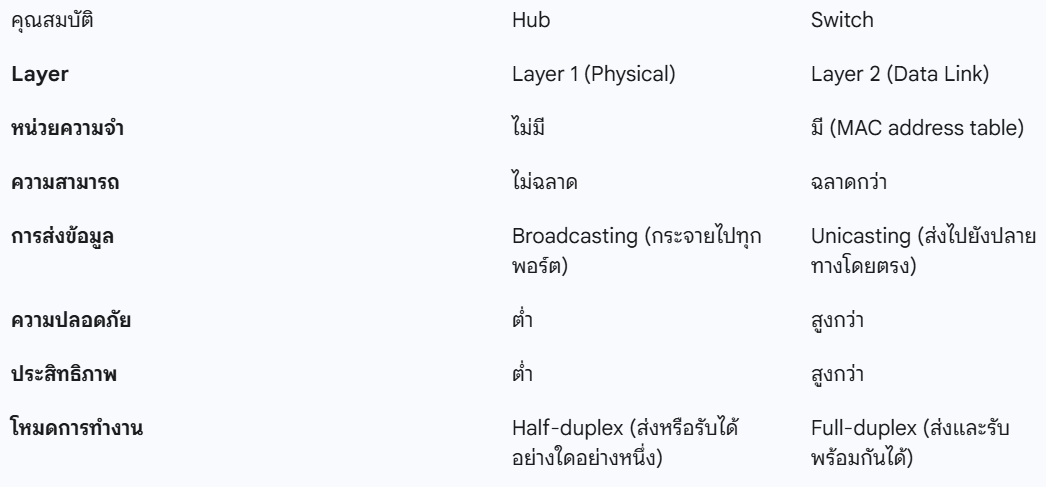 คุณสมบัติ Hub Switch
Layer Layer 1 (Physical) Layer 2 (Data Link)
หน่วยความจำ ไม่มี มี (MAC address table)
ความสามารถ ไม่ฉลาด ฉลาดกว่า
การส่งข้อมูล Broadcasting (กระจายไปทุก Unicasting (ส่งไปยังปลาย
พอร์ต) ทางโดยตรง)
ความปลอดภัย ต่ำ สูงกว่า
ประสิทธิภาพ ต่ำ สูงกว่า
โหมดการทำงาน Half-duplex (ส่งหรือรับได้ Full-duplex (ส่งและรับ
อย่างใดอย่างหนึ่ง) พร้อมกันได้)